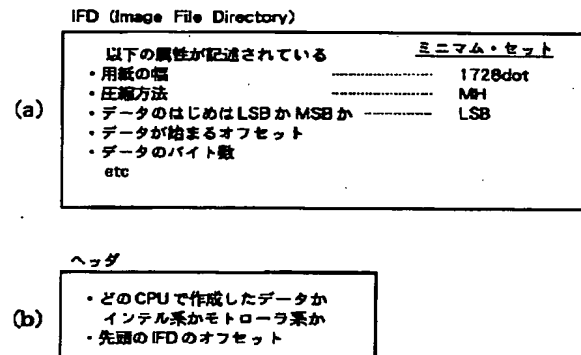 IFD (Image File Directory)
以下の属性が記述されている ミニマム・セット
・用紙の幅 ---------- 1728dot
・圧縮方法 ---------- MH
・データのはじめはLSBかMSBか ---------- LSB
・データが始まるオフセット
・データのバイト数
etc
(a)
ヘッダ
・どのCPUで作成したデータか
インテル系かモトローラ系か
・先頭のIFDのオフセット
(b)